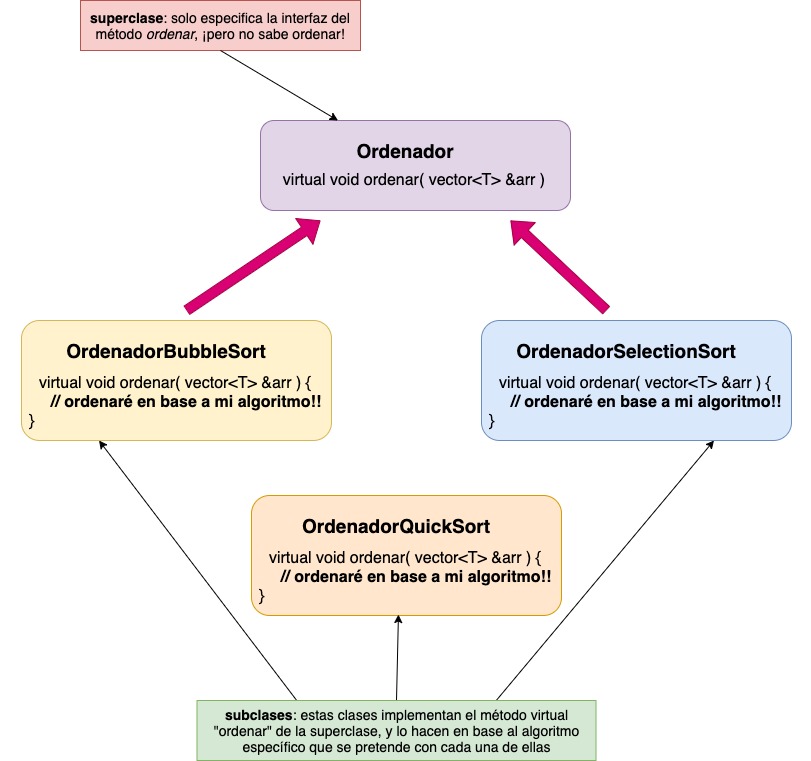 superclase: solo especifica la interfaz del
método ordenar, ¡pero no sabe ordenar!
Ordenador
virtual void ordenar( vector<T> &arr )
OrdenadorBubbleSort
virtual void ordenar( vector<T> &arr ) {
// ordenaré en base a mi algoritmo!!
}
OrdenadorSelectionSort
virtual void ordenar( vector<T> &arr ) {
// ordenaré en base a mi algoritmo!!
}
OrdenadorQuickSort
virtual void ordenar( vector<T> &arr ) {
// ordenaré en base a mi algoritmo!!
}
subclases: estas clases implementan el método virtual
"ordenar" de la superclase, y lo hacen en base al algoritmo
específico que se pretende con cada una de ellas